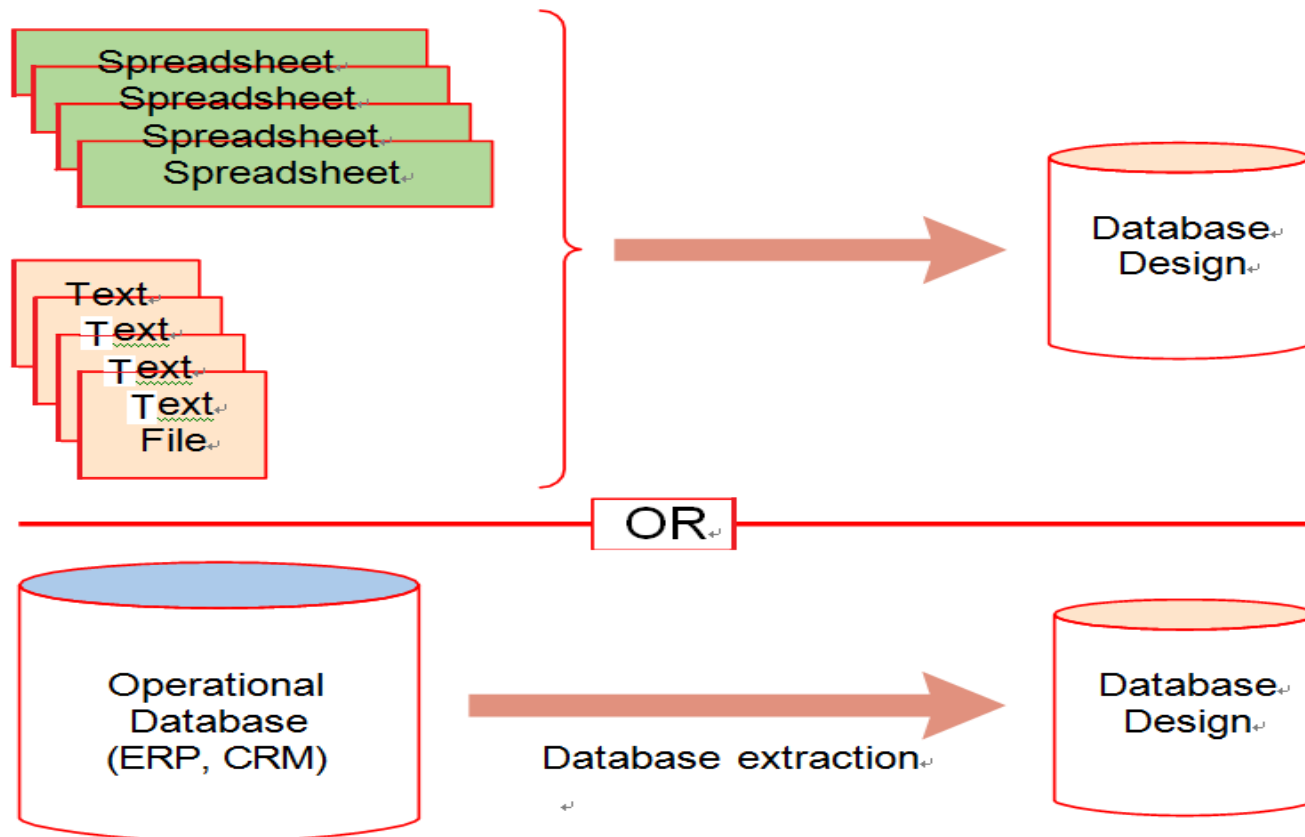 Spreadsheet
Spreadsheet
Spreadsheet
Spreadsheet
Text
Text
Text
Text
File
Database
Design
OR
Operational
Database
(ERP, CRM)
Database extraction
Database
Design